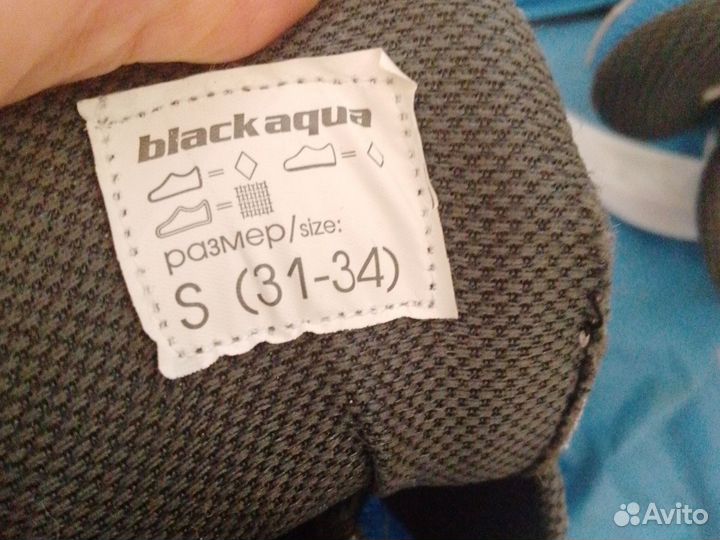 blackaqua
= =
=
размер/size:
S (31-34)
Avito